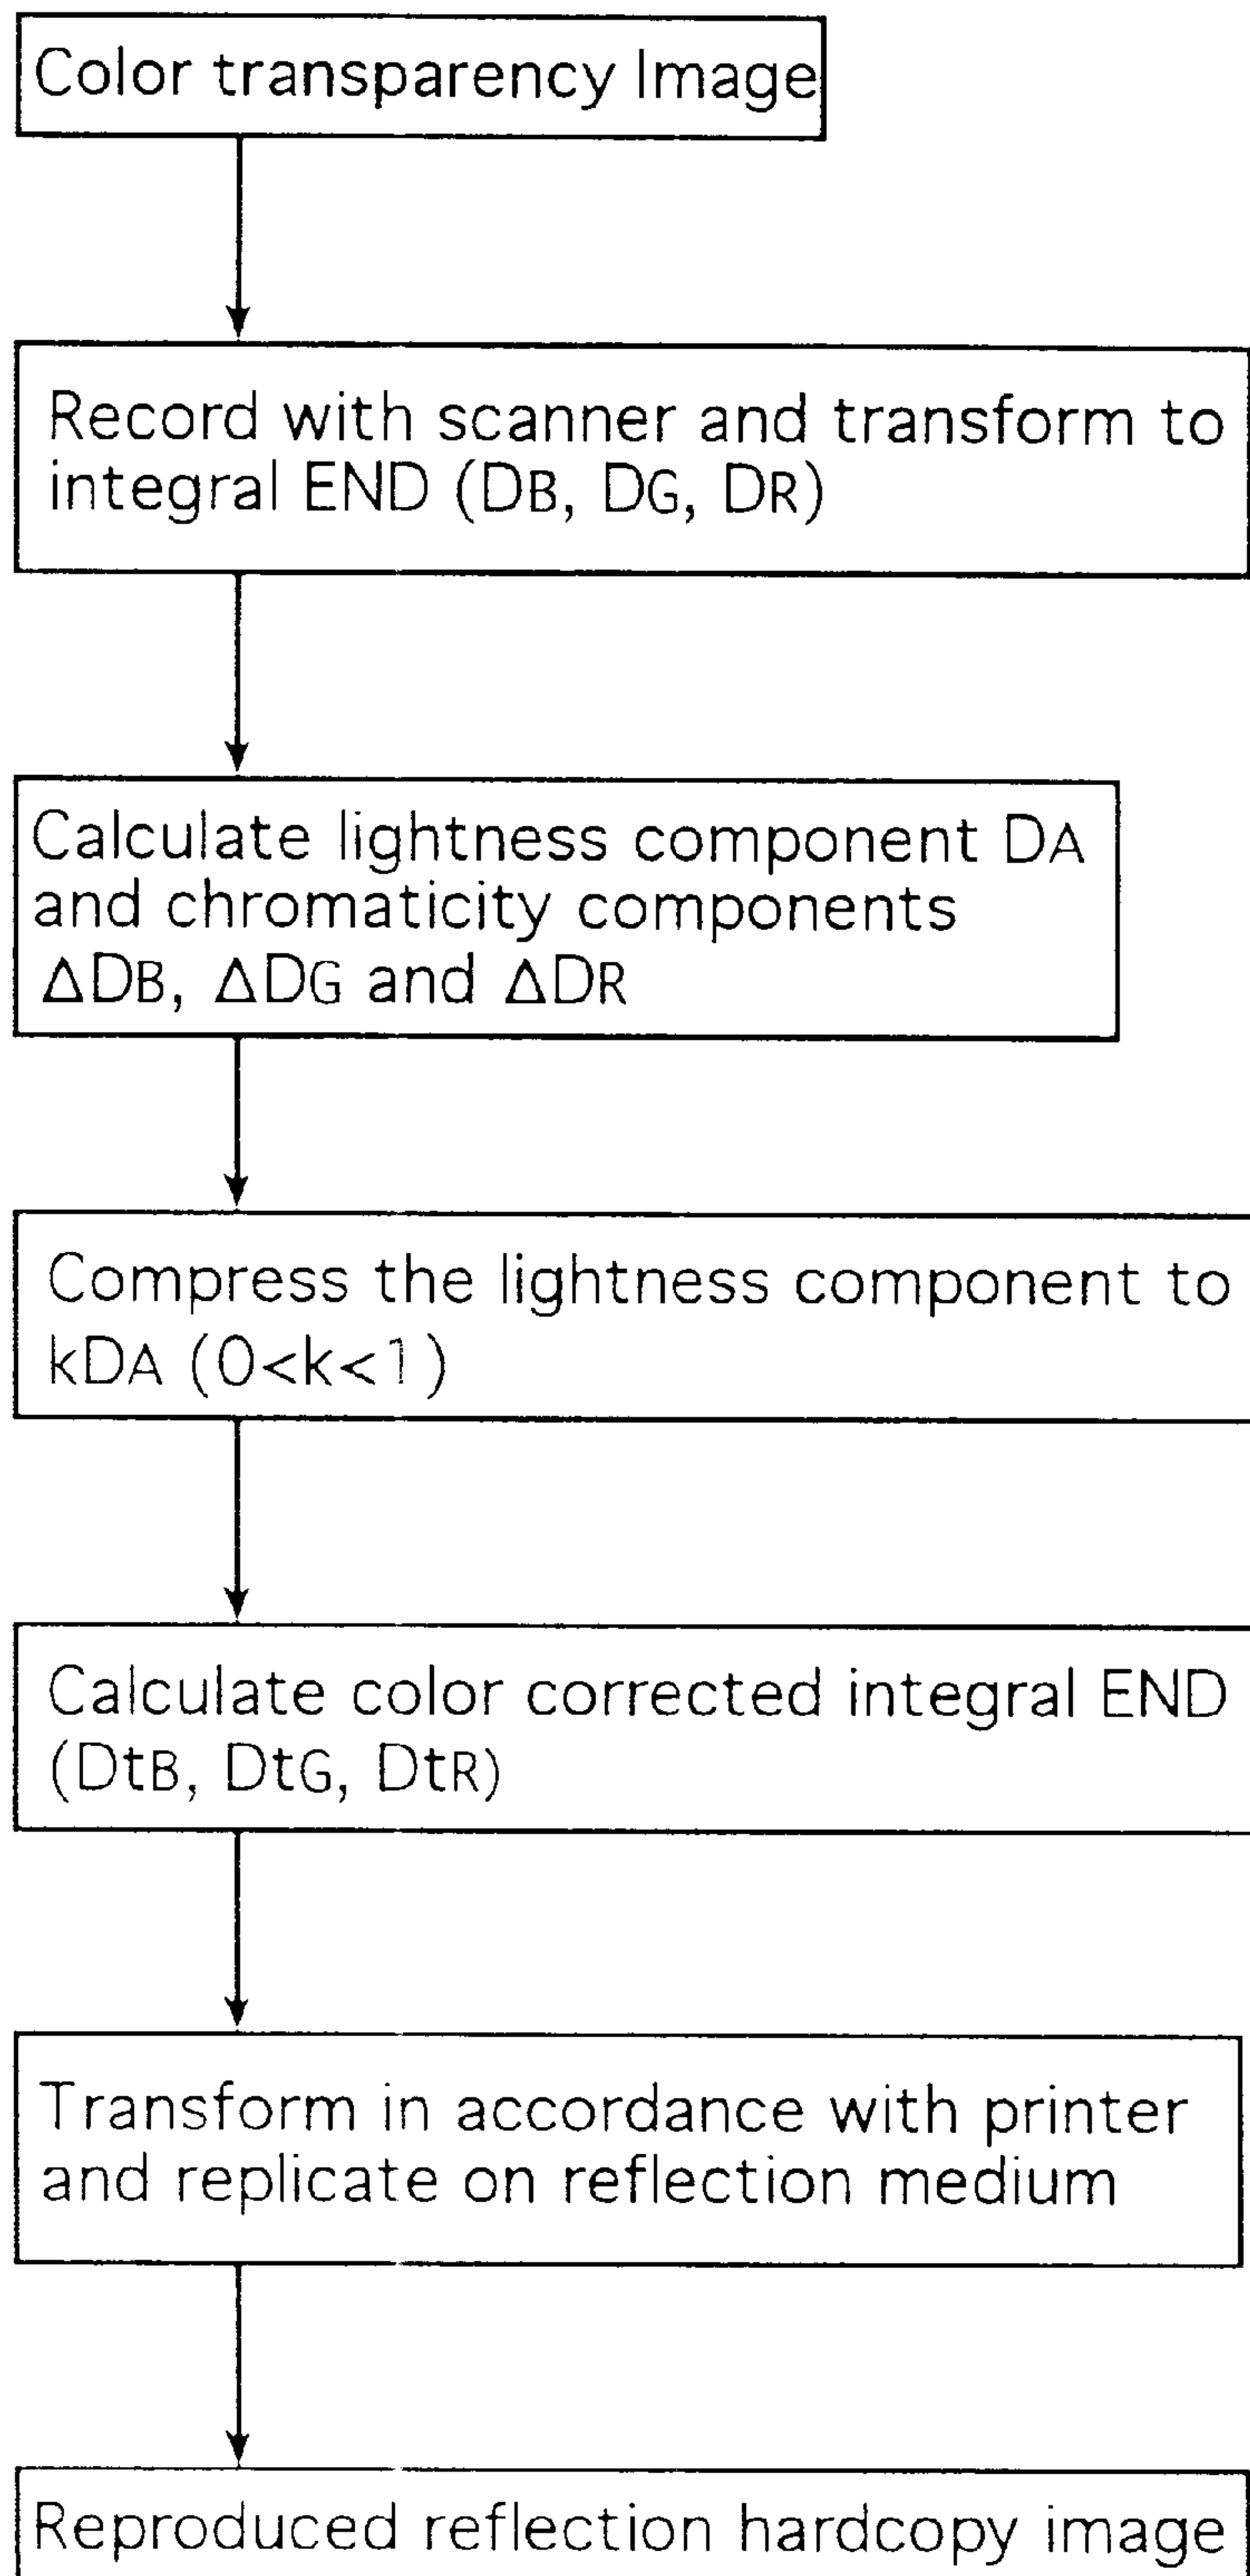 Color transparency Image
Record with scanner and transform to
integral END (DB, DG, DR)
Calculate lightness component DA
and chromaticity components
ΔDB, ΔDG and ΔDR
Compress the lightness component to
kDA (0<k<1)
Calculate color corrected integral END
(DtB, DtG, DtR)
Transform in accordance with printer
and replicate on reflection medium
Reproduced reflection hardcopy image